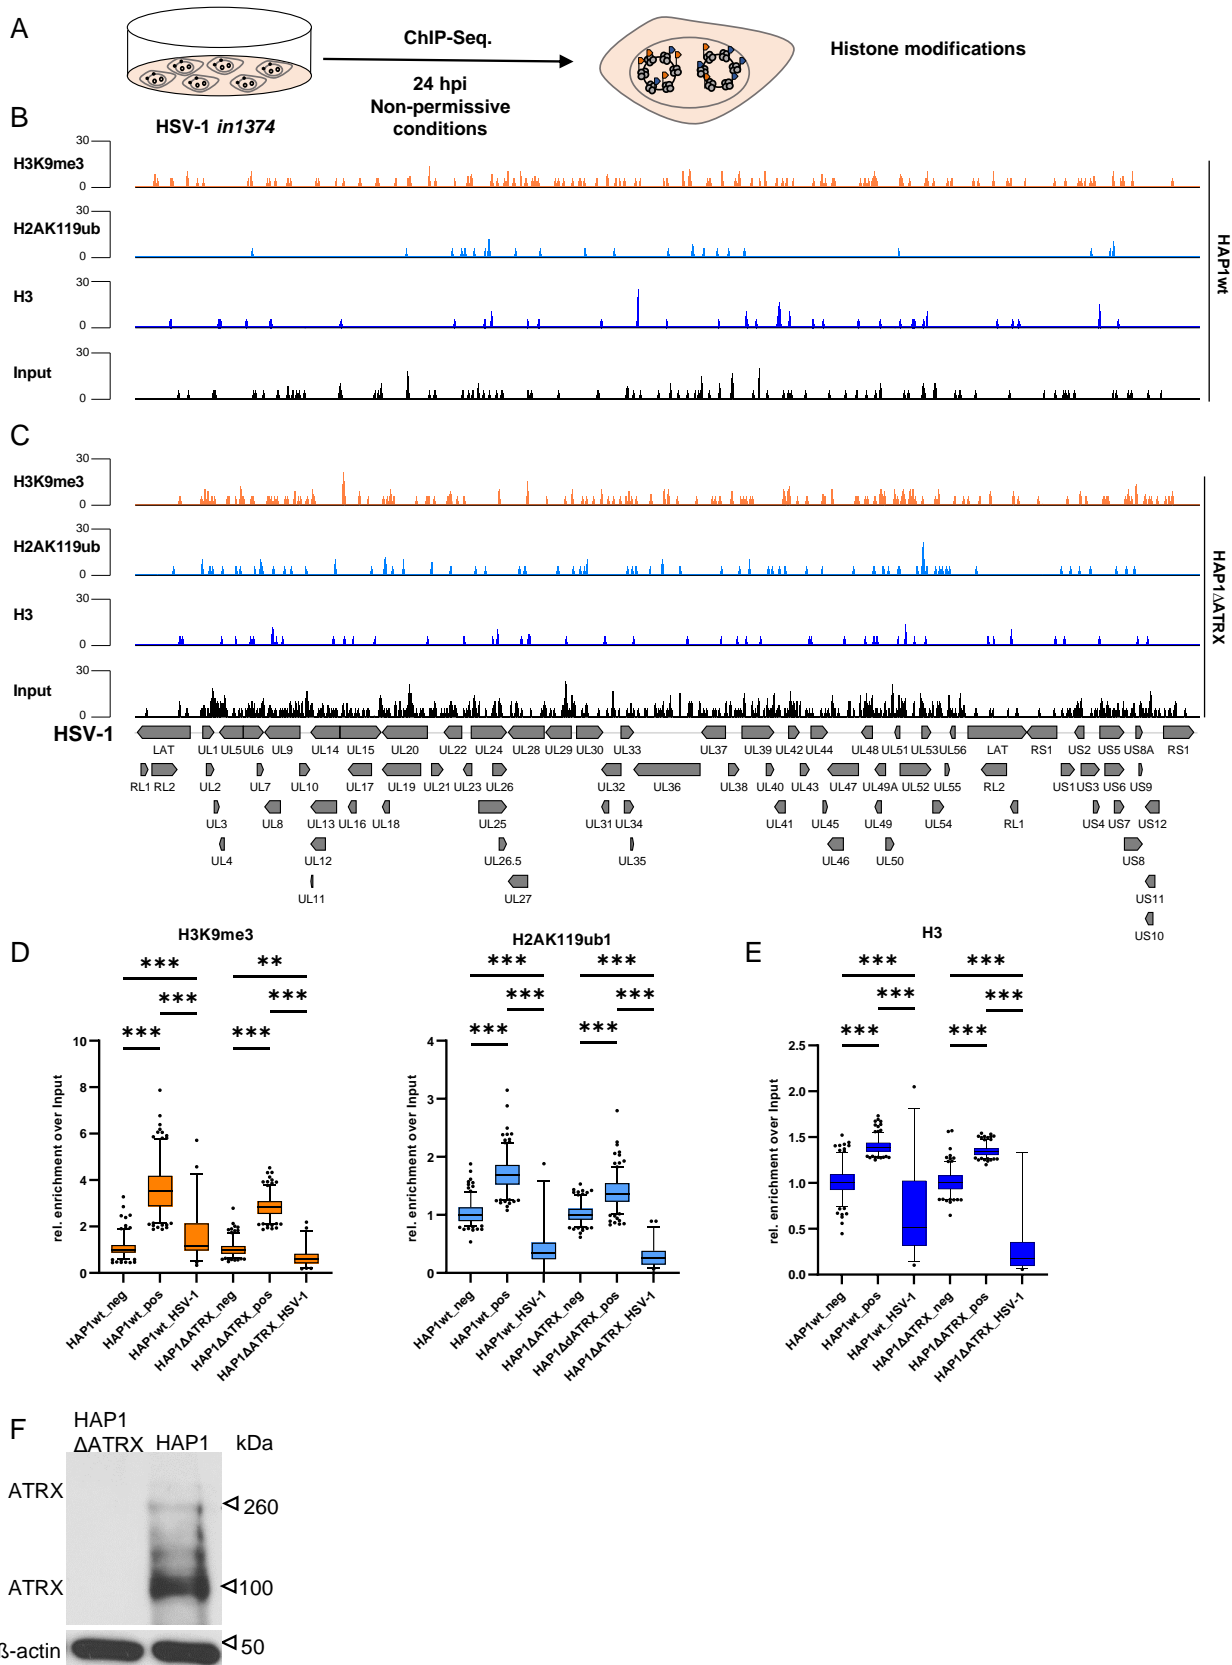 A
ChIP-Seq.
24 hpi
Non-permissive
conditions
HSV-1 in1374
Histone modifications
B
30
H3K9me3
0
30
H2AK119ub
0
30
H3
0
30
Input
0
HAP1wt
C
30
H3K9me3
0
30
H2AK119ub
0
30
H3
0
30
Input
0
HAP1ΔATRX
HSV-1
LAT UL1 UL5 UL6 UL9 UL14 UL15 UL20 UL22 UL24 UL28 UL29 UL30 UL33 UL37 UL39 UL42 UL44 UL48 UL51 UL53 UL56 LAT RS1 US2 US5 US8A RS1
RL1 RL2 UL2 UL7 UL10 UL17 UL19 UL21 UL23 UL26 UL32 UL36 UL38 UL40 UL43 UL47 UL49A UL52 UL55 RL2 US1 US3 US6 US9
UL3 UL8 UL13 UL16 UL18 UL25 UL31 UL34 UL41 UL45 UL49 UL54 RL1 US4 US7 US12
UL4 UL12 UL26.5 UL35 UL46 UL50 US8
UL11 UL27 US11
US10
D
H3K9me3
*** **
*** ***
*** ***
rel. enrichment over Input
10
8
6
4
2
0
HAP1wt_neg
HAP1wt_pos
HAP1wt_HSV-1
HAP1ΔATRX_neg
HAP1ΔATRX_pos
HAP1ΔATRX_HSV-1
H2AK119ub1
*** ***
*** ***
*** ***
rel. enrichment over Input
4
3
2
1
0
HAP1wt_neg
HAP1wt_pos
HAP1wt_HSV-1
HAP1ΔATRX_neg
HAP1ΔdATRX_pos
HAP1ΔATRX_HSV-1
E
H3
*** ***
*** ***
*** ***
rel. enrichment over Input
2.5
2.0
1.5
1.0
0.5
0.0
HAP1wt_neg
HAP1wt_pos
HAP1wt_HSV-1
HAP1ΔATRX_neg
HAP1ΔATRX_pos
HAP1ΔATRX_HSV-1
F
HAP1
ΔATRX HAP1 kDa
ATRX
260
ATRX
100
ß-actin
50